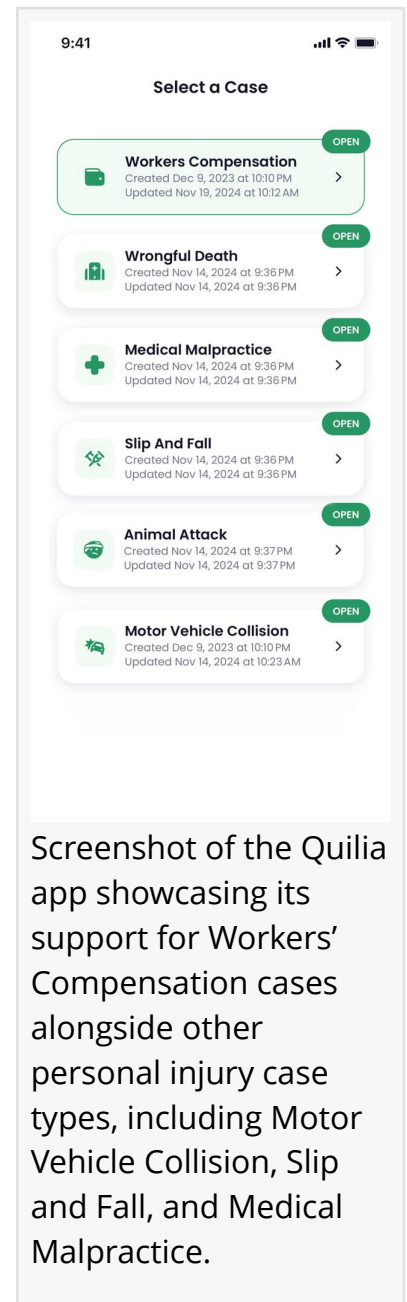 9:41
Select a Case
OPEN
Workers Compensation
Created Dec 9, 2023 at 10:10 PM
Updated Nov 19, 2024 at 10:12 AM
OPEN
Wrongful Death
Created Nov 14, 2024 at 9:36 PM
Updated Nov 14, 2024 at 9:36 PM
OPEN
Medical Malpractice
Created Nov 14, 2024 at 9:36 PM
Updated Nov 14, 2024 at 9:36 PM
OPEN
Slip And Fall
Created Nov 14, 2024 at 9:36 PM
Updated Nov 14, 2024 at 9:36 PM
OPEN
Animal Attack
Created Nov 14, 2024 at 9:37 PM
Updated Nov 14, 2024 at 9:37 PM
OPEN
Motor Vehicle Collision
Created Dec 9, 2023 at 10:10 PM
Updated Nov 14, 2024 at 10:23 AM
Screenshot of the Quilia
app showcasing its
support for Workers’
Compensation cases
alongside other
personal injury case
types, including Motor
Vehicle Collision, Slip
and Fall, and Medical
Malpractice.